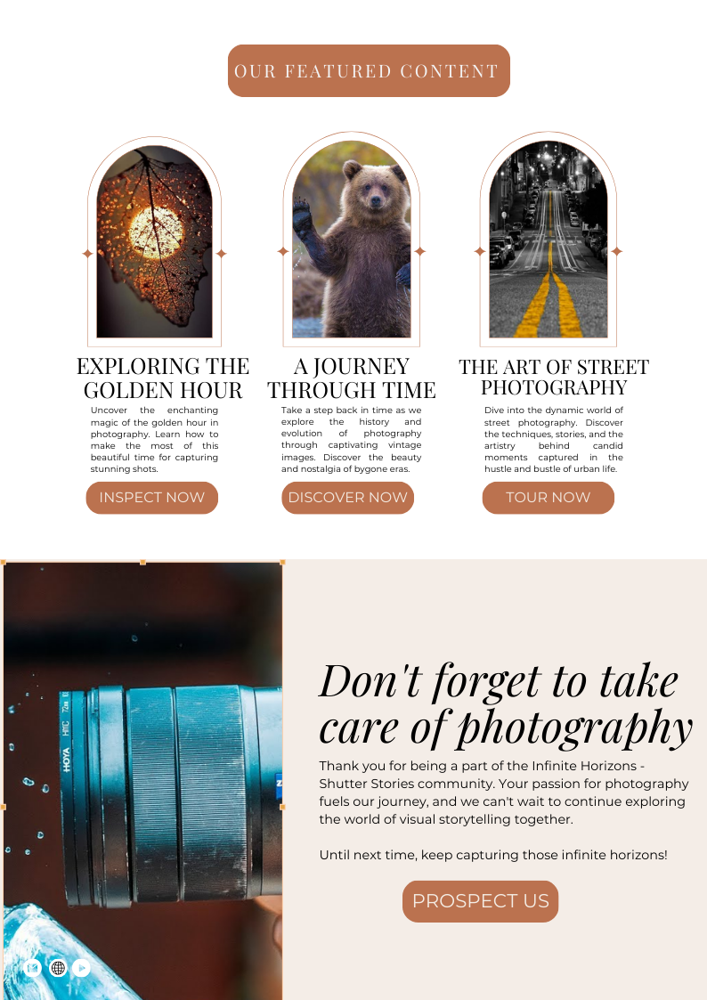 OUR FEATURED CONTENT
EXPLORING THE
GOLDEN HOUR
Uncover the enchanting
magic of the golden hour in
photography. Learn how to
make the most of this
beautiful time for capturing
stunning shots.
INSPECT NOW
A JOURNEY
THROUGH TIME
Take a step back in time as we
explore the history and
evolution of photography
through captivating vintage
images. Discover the beauty
and nostalgia of bygone eras.
DISCOVER NOW
THE ART OF STREET
PHOTOGRAPHY
Dive into the dynamic world of
street photography. Discover
the techniques, stories, and the
artistry behind candid
moments captured in the
hustle and bustle of urban life.
TOUR NOW
HOYA HMC 72
Don't forget to take
care of photography
Thank you for being a part of the Infinite Horizons -
Shutter Stories community. Your passion for photography
fuels our journey, and we can't wait to continue exploring
the world of visual storytelling together.
Until next time, keep capturing those infinite horizons!
PROSPECT US